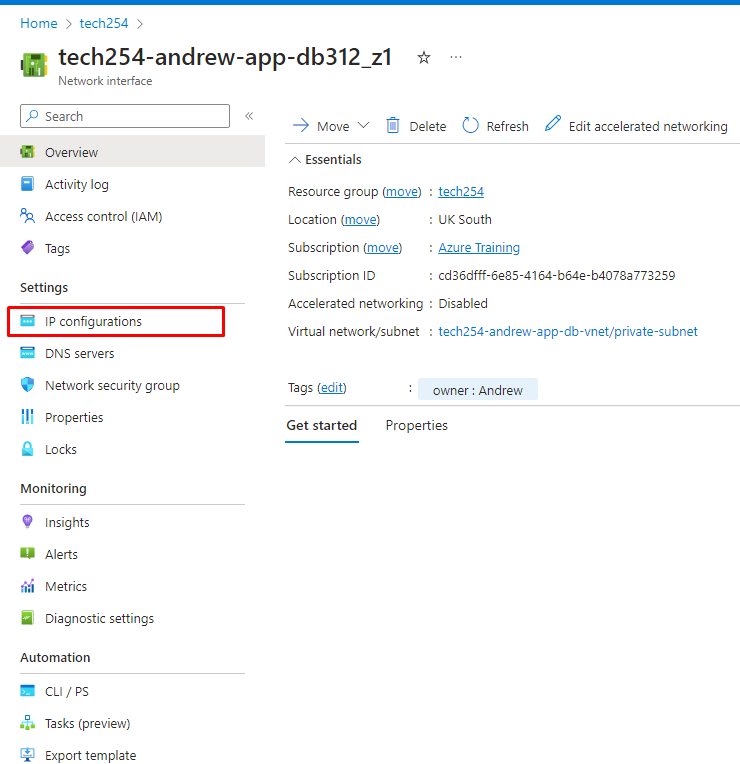 Home > tech254 >
tech254-andrew-app-db312_z1 ☆ ...
Network interface
Search «
Overview
Activity log
Access control (IAM)
Tags
Settings
IP configurations
DNS servers
Network security group
Properties
Locks
Monitoring
Insights
Alerts
Metrics
Diagnostic settings
Automation
CLI / PS
Tasks (preview)
Export template
Move Delete Refresh Edit accelerated networking
Essentials
Resource group (move) : tech254
Location (move) : UK South
Subscription (move) : Azure Training
Subscription ID : cd36dfff-6e85-4164-b64e-b4078a773259
Accelerated networking : Disabled
Virtual network/subnet : tech254-andrew-app-db-vnet/private-subnet
Tags (edit) : owner : Andrew
Get started Properties